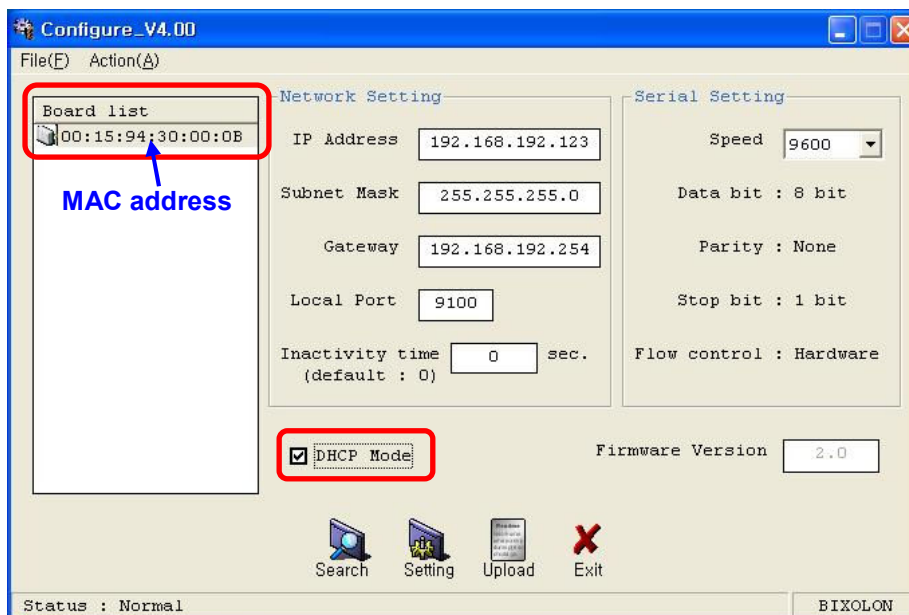 Configure_V4.00
File(F) Action(A)
Board list
00:15:94:30:00:0B
MAC address
Network Setting
IP Address 192.168.192.123
Subnet Mask 255.255.255.0
Gateway 192.168.192.254
Local Port 9100
Inactivity time 0 sec.
(default : 0)
Serial Setting
Speed 9600
Data bit : 8 bit
Parity : None
Stop bit : 1 bit
Flow control : Hardware
DHCP Mode
Firmware Version 2.0
Search Setting Upload Exit
Status : Normal BIXOLON